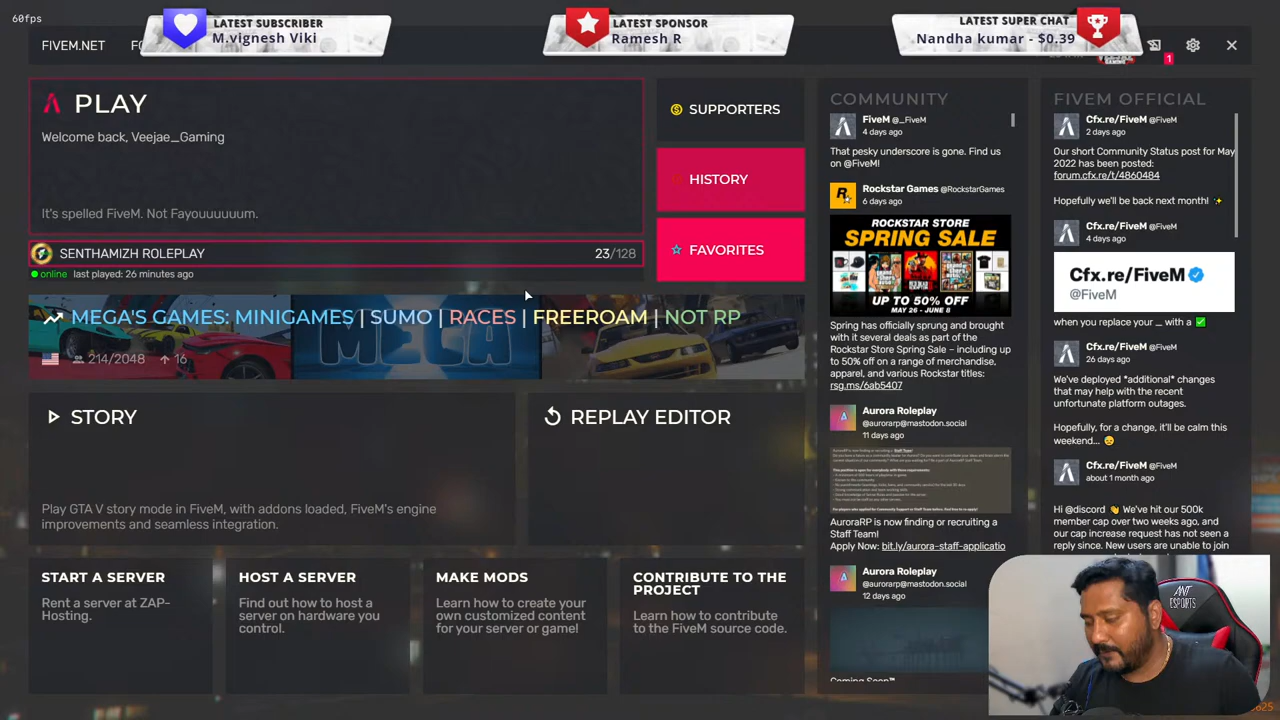 60fps
LATEST SUBSCRIBER
M.vignesh Viki
LATEST SPONSOR
Ramesh R
LATEST SUPER CHAT
Nandha kumar - $0.39
FIVEM.NET
1
PLAY
Welcome back, Veejae_Gaming
It's spelled FiveM. Not Fayouuuuuum.
SENTHAMIZH ROLEPLAY
23/128
online last played: 26 minutes ago
SUPPORTERS
HISTORY
FAVORITES
MEGA'S GAMES: MINIGAMES | SUMO | RACES | FREEROAM | NOT RP
MEGA
214/2048
16
STORY
Play GTA V story mode in FiveM, with addons loaded, FiveM's engine
improvements and seamless integration.
REPLAY EDITOR
START A SERVER
Rent a server at ZAP-
Hosting.
HOST A SERVER
Find out how to host a
server on hardware you
control.
MAKE MODS
Learn how to create your
own customized content
for your server or game!
CONTRIBUTE TO THE
PROJECT
Learn how to contribute
to the FiveM source code.
COMMUNITY
FiveM @_FiveM
4 days ago
That pesky underscore is gone. Find us
on @FiveM!
Rockstar Games @RockstarGames
6 days ago
ROCKSTAR STORE
SPRING SALE
UP TO 50% OFF
MAY 26 - JUNE 8
Spring has officially sprung and brought
with it several deals as part of the
Rockstar Store Spring Sale – including up
to 50% off on a range of merchandise,
apparel, and various Rockstar titles:
rsg.ms/6ab5407
Aurora Roleplay
@aurorarp@mastodon.social
11 days ago
AuroraRP is now finding or recruiting a
Staff Team!
Apply Now: bit.ly/aurora-staff-applicatio
Aurora Roleplay
@aurorarp@mastodon.social
12 days ago
Coming Soon™
FIVEM OFFICIAL
Cfx.re/FiveM @FiveM
2 days ago
Our short Community Status post for May
2022 has been posted:
forum.cfx.re/t/4860484
Hopefully we'll be back next month! ✨
Cfx.re/FiveM @FiveM
4 days ago
Cfx.re/FiveM
@FiveM
when you replace your _ with a ✅
Cfx.re/FiveM @FiveM
26 days ago
We've deployed *additional* changes
that may help with the recent
unfortunate platform outages.
Hopefully, for a change, it'll be calm this
weekend... 😔
Cfx.re/FiveM @FiveM
about 1 month ago
Hi @discord 👋 We've hit our 500k
member cap over two weeks ago, and
our cap increase request has not seen a
reply since. New users are unable to join
ANT
ESPORTS